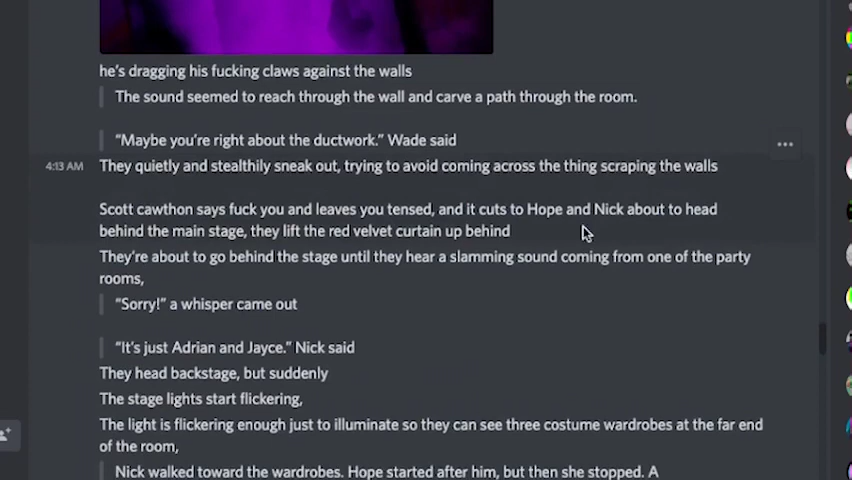 he's dragging his fucking claws against the walls
The sound seemed to reach through the wall and carve a path through the room.
“Maybe you’re right about the ductwork.” Wade said
4:13 AM They quietly and stealthily sneak out, trying to avoid coming across the thing scraping the walls
Scott cawthon says fuck you and leaves you tensed, and it cuts to Hope and Nick about to head
behind the main stage, they lift the red velvet curtain up behind
They’re about to go behind the stage until they hear a slamming sound coming from one of the party
rooms,
“Sorry!” a whisper came out
“It’s just Adrian and Jayce.” Nick said
They head backstage, but suddenly
The stage lights start flickering,
The light is flickering enough just to illuminate so they can see three costume wardrobes at the far end
of the room,
Nick walked toward the wardrobes. Hope started after him, but then she stopped. A